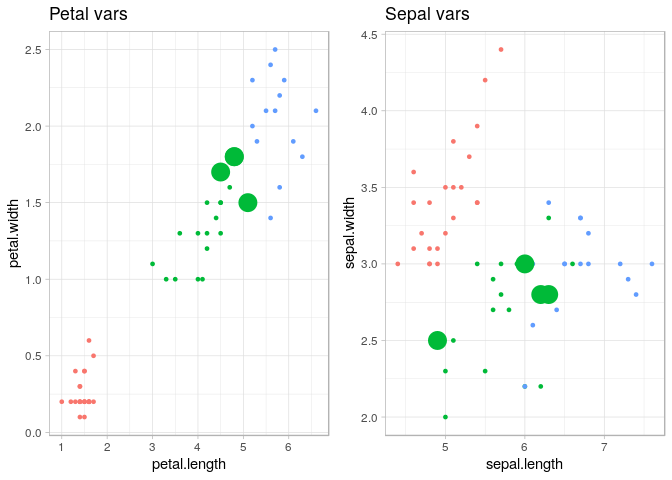 Petal vars
2.5
2.0
1.5
1.0
0.5
0.0
petal.width
1 2 3 4 5 6
petal.length
Sepal vars
4.5
4.0
3.5
3.0
2.5
2.0
sepal.width
5 6 7
sepal.length